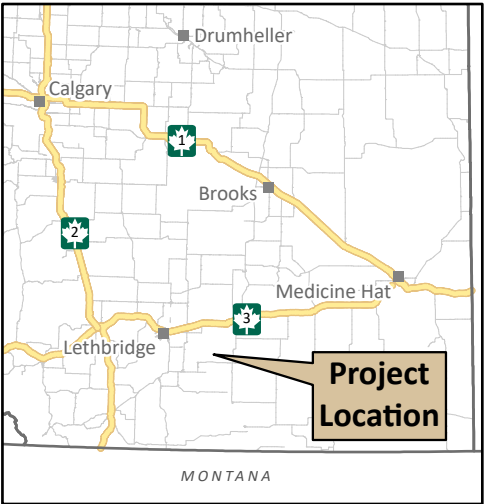 Drumheller
Calgary
1
Brooks
2
Medicine Hat
3
Lethbridge
Project
Location
MONTANA